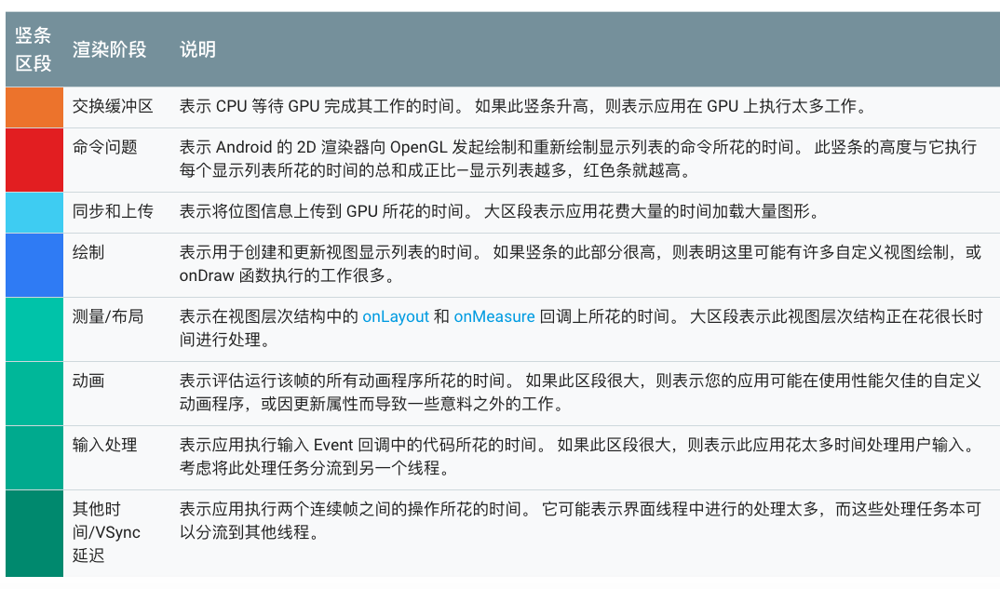 竖条
区段
渲染阶段
说明
交换缓冲区
表示 CPU 等待 GPU 完成其工作的时间。 如果此竖条升高，则表示应用在 GPU 上执行太多工作。
命令问题
表示 Android 的 2D 渲染器向 OpenGL 发起绘制和重新绘制显示列表的命令所花的时间。 此竖条的高度与它执行
每个显示列表所花的时间的总和成正比—显示列表越多，红色条就越高。
同步和上传
表示将位图信息上传到 GPU 所花的时间。 大区段表示应用花费大量的时间加载大量图形。
绘制
表示用于创建和更新视图显示列表的时间。 如果竖条的此部分很高，则表明这里可能有许多自定义视图绘制，或
onDraw 函数执行的工作很多。
测量/布局
表示在视图层次结构中的 onLayout 和 onMeasure 回调上所花的时间。 大区段表示此视图层次结构正在花很长时
间进行处理。
动画
表示评估运行该帧的所有动画程序所花的时间。 如果此区段很大，则表示您的应用可能在使用性能欠佳的自定义
动画程序，或因更新属性而导致一些意料之外的工作。
输入处理
表示应用执行输入 Event 回调中的代码所花的时间。 如果此区段很大，则表示此应用花太多时间处理用户输入。
考虑将此处理任务分流到另一个线程。
其他时
间/VSync
延迟
表示应用执行两个连续帧之间的操作所花的时间。 它可能表示界面线程中进行的处理太多，而这些处理任务本可
以分流到其他线程。